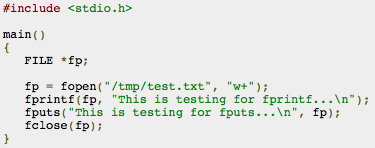 #include <stdio.h>
main()
{
FILE *fp;
fp = fopen("/tmp/test.txt", "w+");
fprintf(fp, "This is testing for fprintf...\n");
fputs("This is testing for fputs...\n", fp);
fclose(fp);
}